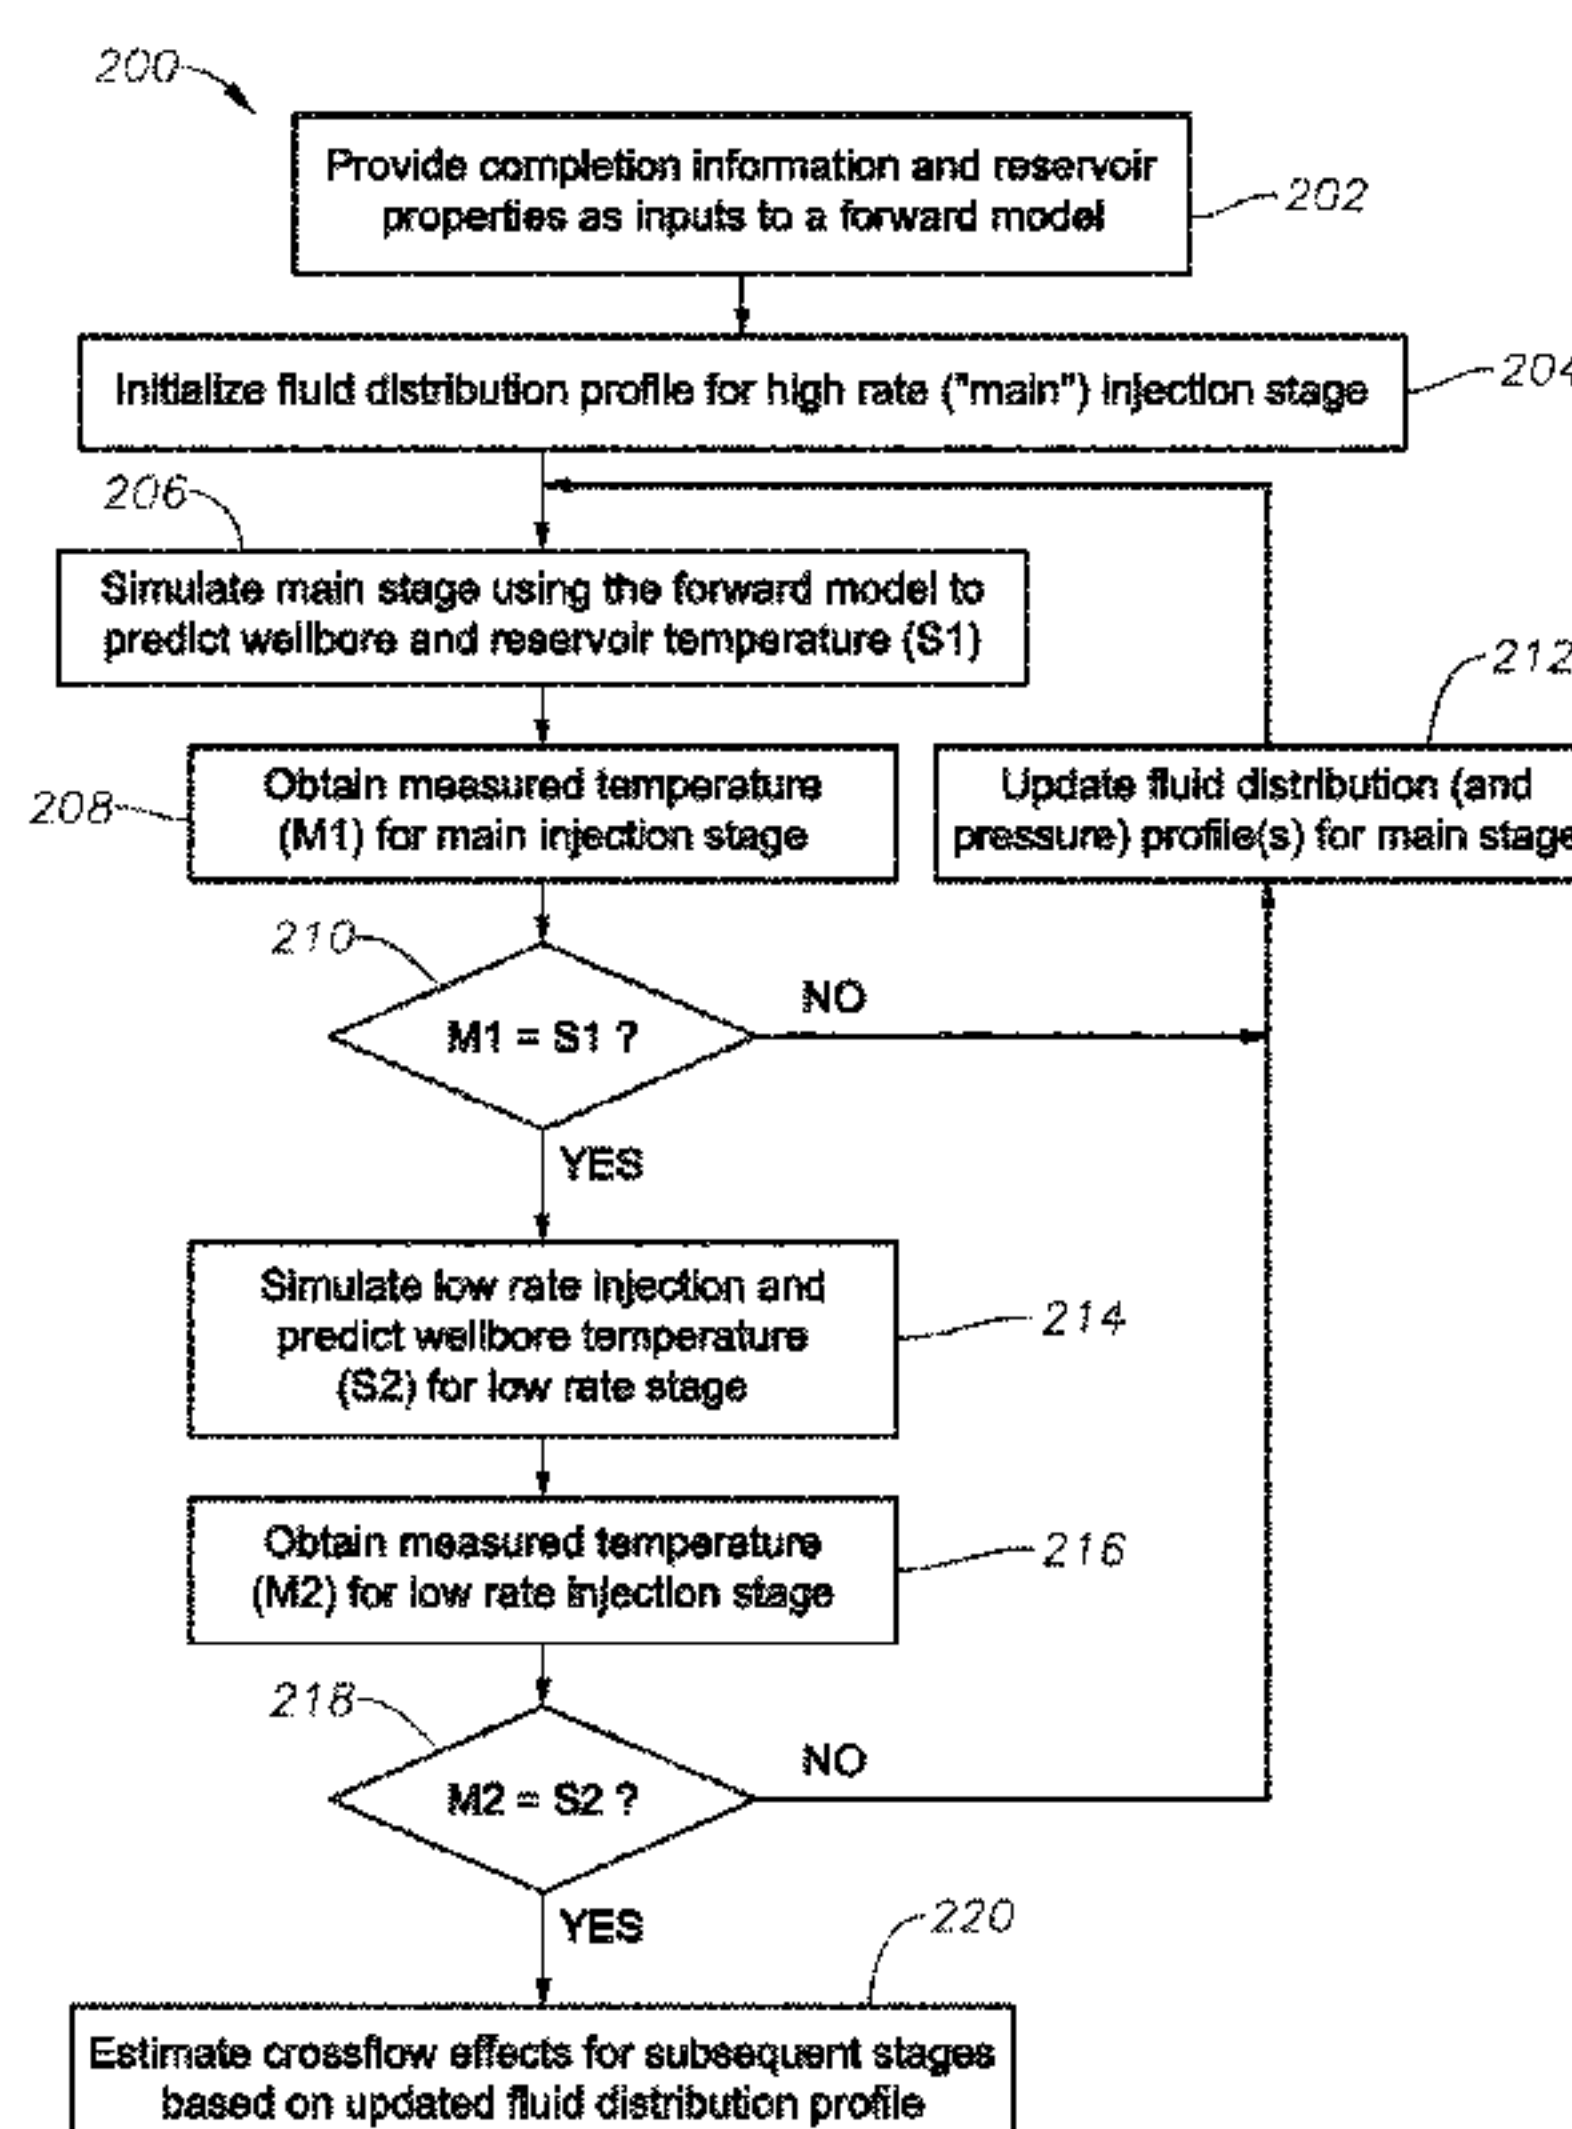 200
Provide completion information and reservoir
properties as inputs to a forward model
202
Initialize fluid distribution profile for high rate ("main") injection stage
204
206
Simulate main stage using the forward model to
predict wellbore and reservoir temperature (S1)
212
208
Obtain measured temperature
(M1) for main injection stage
Update fluid distribution (and
pressure) profile(s) for main stage
210
M1 = S1 ?
NO
YES
Simulate low rate injection and
predict wellbore temperature
(S2) for low rate stage
214
Obtain measured temperature
(M2) for low rate injection stage
216
218
M2 = S2 ?
NO
YES
220
Estimate crossflow effects for subsequent stages
based on updated fluid distribution profile